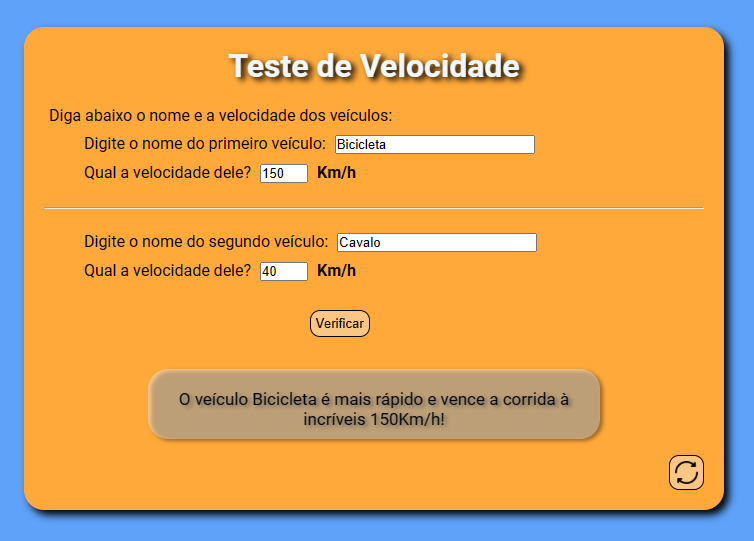 Teste de Velocidade
Diga abaixo o nome e a velocidade dos veículos:
Digite o nome do primeiro veículo: Bicicleta
Qual a velocidade dele? 150 Km/h
Digite o nome do segundo veículo: Cavalo
Qual a velocidade dele? 40 Km/h
Verificar
O veículo Bicicleta é mais rápido e vence a corrida à
incríveis 150Km/h!